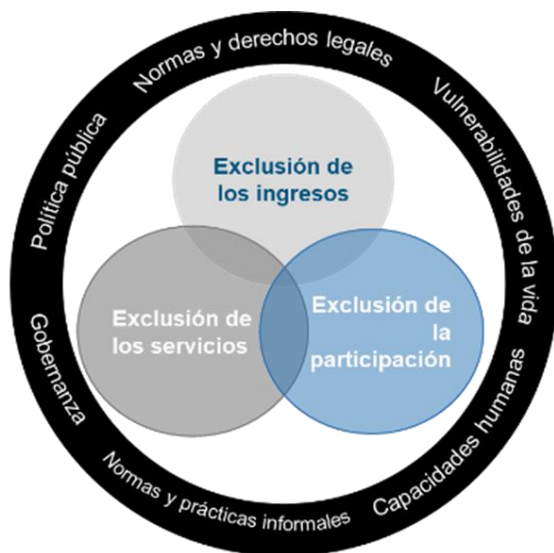 Normas y derechos legales
Vulnerabilidades de la vida
Capacidades humanas
Normas y prácticas informales
Gobernanza
Política pública
Exclusión de
los ingresos
Exclusión de
los servicios
Exclusión de
la
participación